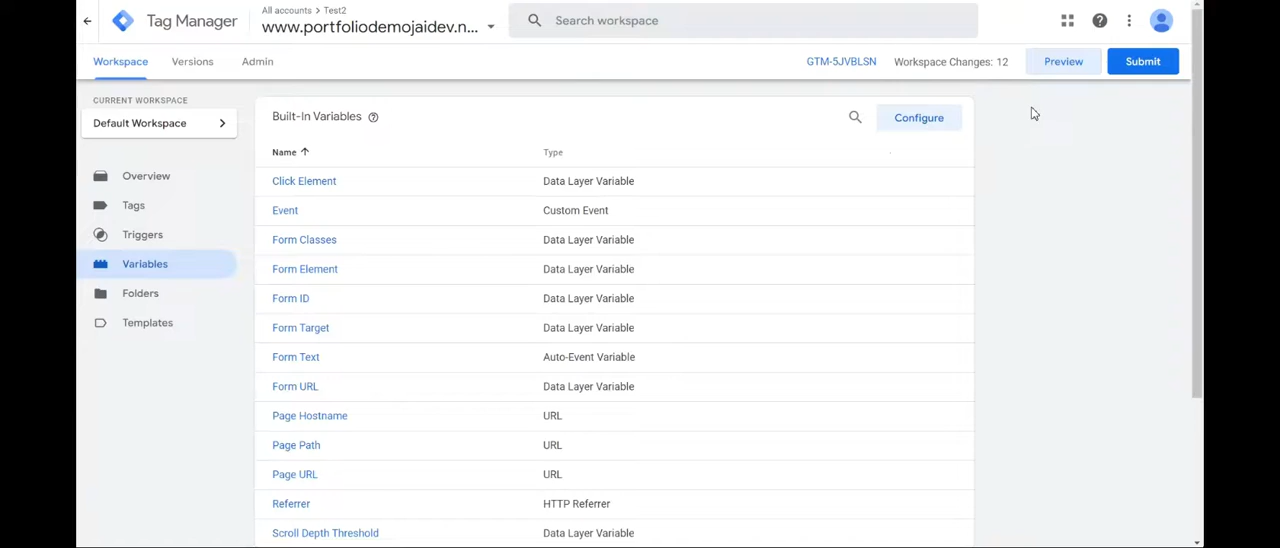 All accounts > Test2
Tag Manager
www.portfoliodemojaidev.n...
Search workspace
Workspace
Versions
Admin
GTM-5JVBLSN
Workspace Changes: 12
Preview
Submit
CURRENT WORKSPACE
Default Workspace
Overview
Tags
Triggers
Variables
Folders
Templates
Built-In Variables
Configure
Name Type
Click Element Data Layer Variable
Event Custom Event
Form Classes Data Layer Variable
Form Element Data Layer Variable
Form ID Data Layer Variable
Form Target Data Layer Variable
Form Text Auto-Event Variable
Form URL Data Layer Variable
Page Hostname URL
Page Path URL
Page URL URL
Referrer HTTP Referrer
Scroll Depth Threshold Data Layer Variable